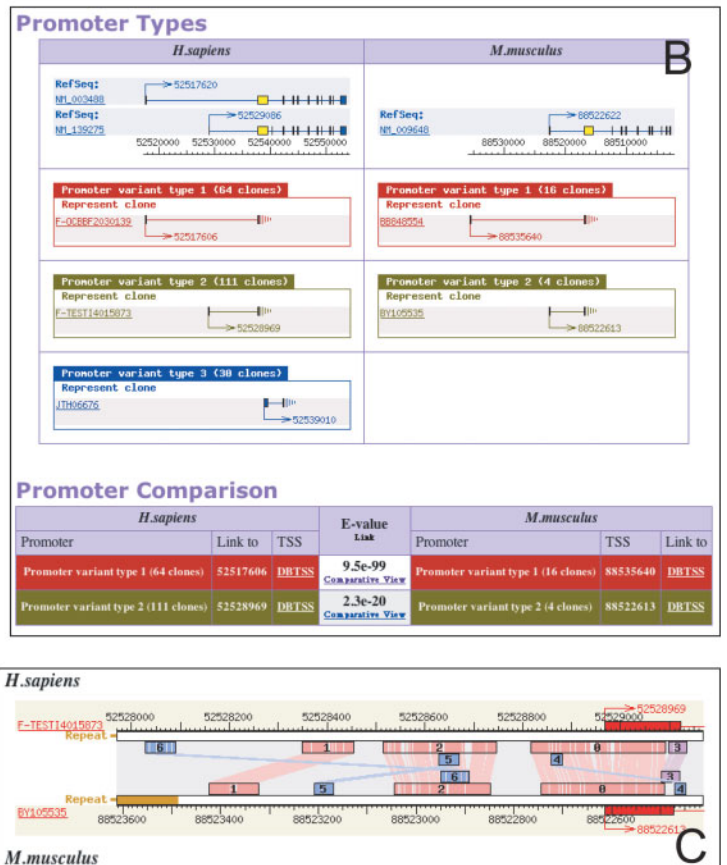 Promoter Types
B
H.sapiens M.musculus
RefSeq:
NM_003488
52517620
RefSeq:
NM_139275
52529086
52520000 52530000 52540000 52550000
RefSeq:
NM_009648
88522622
88530000 88520000 88510000
Promoter variant type 1 (64 clones)
Represent clone
F-OCBBF2030139
52517606
Promoter variant type 1 (16 clones)
Represent clone
BB848554
88535640
Promoter variant type 2 (111 clones)
Represent clone
F-TESTI4015873
52528969
Promoter variant type 2 (4 clones)
Represent clone
BY105535
88522613
Promoter variant type 3 (38 clones)
Represent clone
JTH06676
52539010
Promoter Comparison
H.sapiens E-value Link M.musculus
Promoter Link to TSS Promoter TSS Link to
Promoter variant type 1 (64 clones) 52517606 DBTSS 9.5e-99 Comparative View Promoter variant type 1 (16 clones) 88535640 DBTSS
Promoter variant type 2 (111 clones) 52528969 DBTSS 2.3e-20 Comparative View Promoter variant type 2 (4 clones) 88522613 DBTSS
H.sapiens
52528969
52528000 52528200 52528400 52528600 52528800 52529000
F-TESTI4015873
Repeat
6 1 2 0 3
5 4
6 3
1 5 2 0 4
Repeat
BY105535
88523600 88523400 88523200 88523000 88522800 88522600
88522613
C
M.musculus